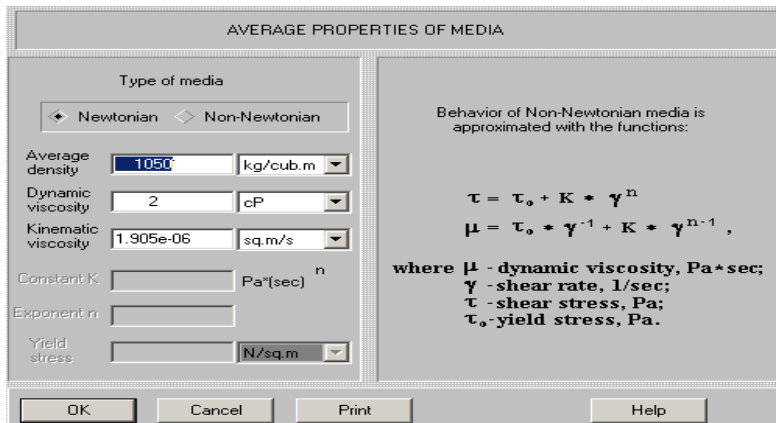 AVERAGE PROPERTIES OF MEDIA
Type of media
Newtonian Non-Newtonian
Average density 1050 kg/cub.m
Dynamic viscosity 2 cP
Kinematic viscosity 1.905e-06 sq.m/s
Constant K Pa*(sec) n
Exponent n
Yield stress N/sq.m
Behavior of Non-Newtonian media is
approximated with the functions:
τ = τₒ + K * γⁿ
μ = τₒ * γ⁻¹ + K * γⁿ⁻¹ ,
where μ - dynamic viscosity, Pa*sec;
γ - shear rate, 1/sec;
τ - shear stress, Pa;
τₒ-yield stress, Pa.
OK Cancel Print Help